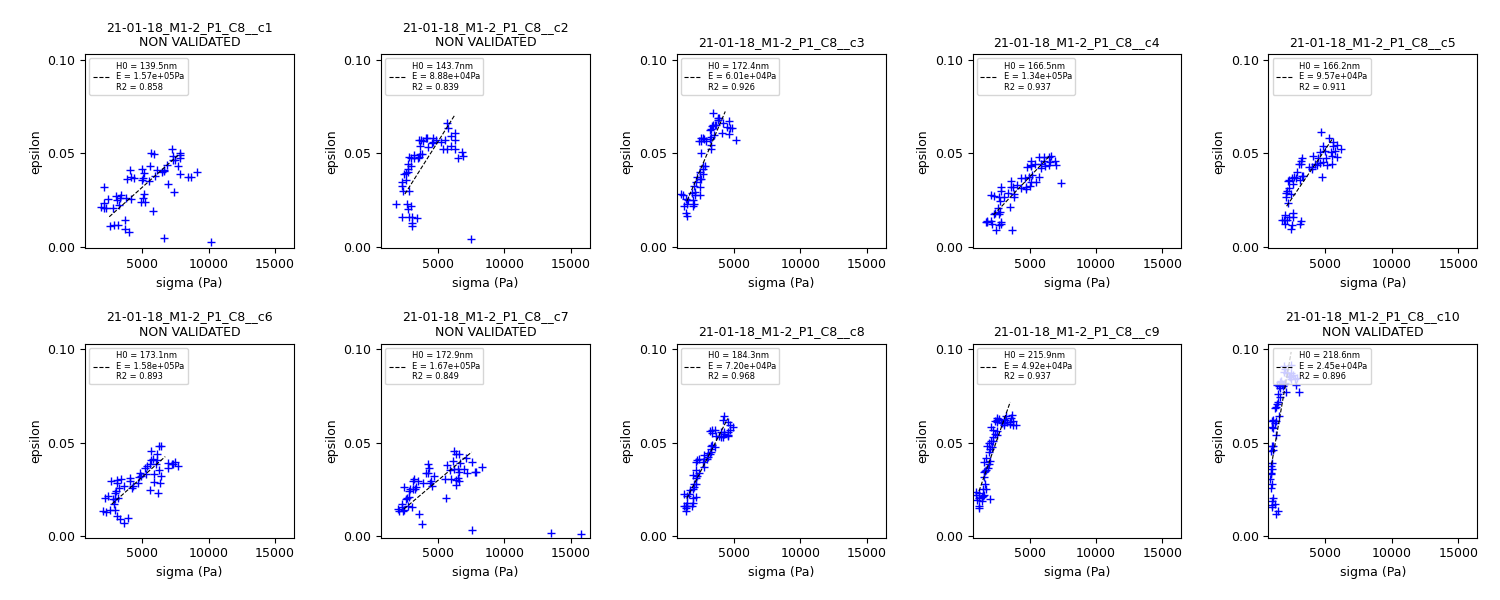 21-01-18_M1-2_P1_C8__c1
NON VALIDATED
H0 = 139.5nm
E = 1.57e+05Pa
R2 = 0.858
epsilon
0.10
0.05
0.00
5000 10000 15000
sigma (Pa)
21-01-18_M1-2_P1_C8__c2
NON VALIDATED
H0 = 143.7nm
E = 8.88e+04Pa
R2 = 0.839
epsilon
0.10
0.05
0.00
5000 10000 15000
sigma (Pa)
21-01-18_M1-2_P1_C8__c3
H0 = 172.4nm
E = 6.01e+04Pa
R2 = 0.926
epsilon
0.10
0.05
0.00
5000 10000 15000
sigma (Pa)
21-01-18_M1-2_P1_C8__c4
H0 = 166.5nm
E = 1.34e+05Pa
R2 = 0.937
epsilon
0.10
0.05
0.00
5000 10000 15000
sigma (Pa)
21-01-18_M1-2_P1_C8__c5
H0 = 166.2nm
E = 9.57e+04Pa
R2 = 0.911
epsilon
0.10
0.05
0.00
5000 10000 15000
sigma (Pa)
21-01-18_M1-2_P1_C8__c6
NON VALIDATED
H0 = 173.1nm
E = 1.58e+05Pa
R2 = 0.893
epsilon
0.10
0.05
0.00
5000 10000 15000
sigma (Pa)
21-01-18_M1-2_P1_C8__c7
NON VALIDATED
H0 = 172.9nm
E = 1.67e+05Pa
R2 = 0.849
epsilon
0.10
0.05
0.00
5000 10000 15000
sigma (Pa)
21-01-18_M1-2_P1_C8__c8
H0 = 184.3nm
E = 7.20e+04Pa
R2 = 0.968
epsilon
0.10
0.05
0.00
5000 10000 15000
sigma (Pa)
21-01-18_M1-2_P1_C8__c9
H0 = 215.9nm
E = 4.92e+04Pa
R2 = 0.937
epsilon
0.10
0.05
0.00
5000 10000 15000
sigma (Pa)
21-01-18_M1-2_P1_C8__c10
NON VALIDATED
H0 = 218.6nm
E = 2.45e+04Pa
R2 = 0.896
epsilon
0.10
0.05
0.00
5000 10000 15000
sigma (Pa)